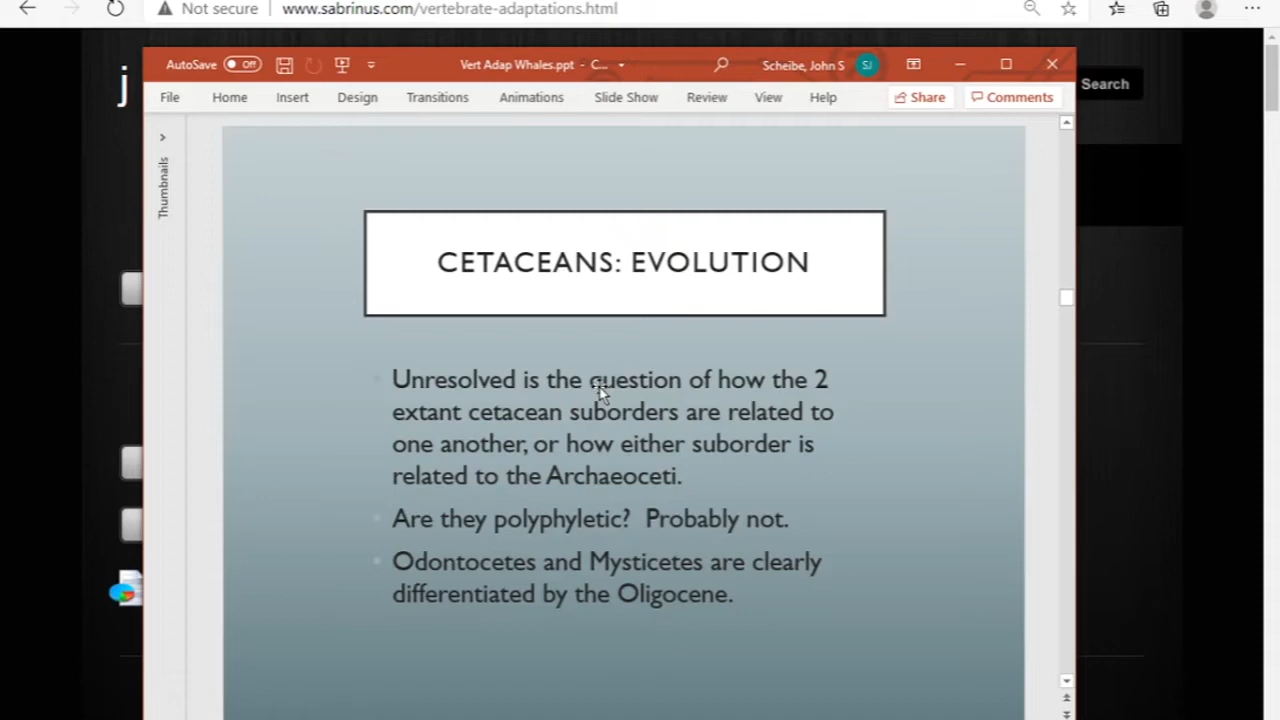 Not secure www.sabrinus.com/vertebrate-adaptations.html
j
Search
AutoSave Off Vert Adap Whales.ppt - C... Scheibe, John S SJ
File Home Insert Design Transitions Animations Slide Show Review View Help Share Comments
Thumbnails
CETACEANS: EVOLUTION
Unresolved is the question of how the 2
extant cetacean suborders are related to
one another, or how either suborder is
related to the Archaeoceti.
Are they polyphyletic? Probably not.
Odontocetes and Mysticetes are clearly
differentiated by the Oligocene.